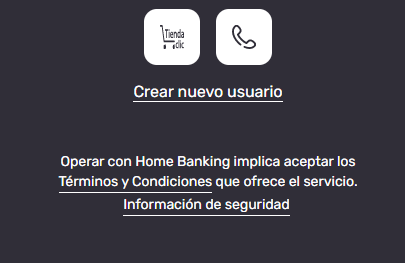 Tienda
clic
Crear nuevo usuario
Operar con Home Banking implica aceptar los
Términos y Condiciones que ofrece el servicio.
Información de seguridad